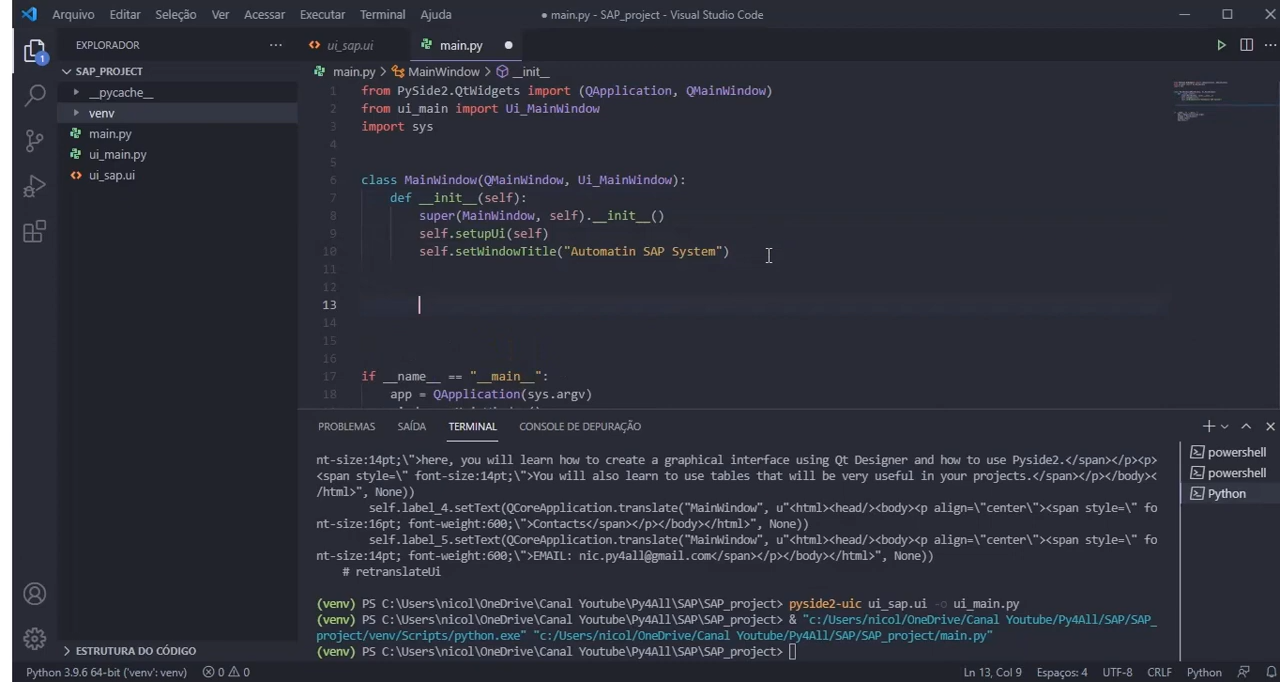 Arquivo Editar Seleção Ver Acessar Executar Terminal Ajuda ● main.py - SAP_project - Visual Studio Code
EXPLORADOR ···
ui_sap.ui main.py
SAP_PROJECT
main.py > MainWindow > __init__
__pycache__
venv
main.py
ui_main.py
ui_sap.ui
1 from PySide2.QtWidgets import (QApplication, QMainWindow)
2 from ui_main import Ui_MainWindow
3 import sys
4
5
6 class MainWindow(QMainWindow, Ui_MainWindow):
7 def __init__(self):
8 super(MainWindow, self).__init__()
9 self.setupUi(self)
10 self.setWindowTitle("Automatin SAP System")
11
12
13
14
15
16
17 if __name__ == "__main__":
18 app = QApplication(sys.argv)
PROBLEMAS SAÍDA TERMINAL CONSOLE DE DEPURAÇÃO
nt-size:14pt;\">here, you will learn how to create a graphical interface using Qt Designer and how to use Pyside2.</span></p><p>
<span style=\" font-size:14pt;\">You will also learn to use tables that will be very useful in your projects.</span></p></body><
/html>", None))
self.label_4.setText(QCoreApplication.translate("MainWindow", u"<html><head/><body><p align=\"center\"><span style=\" fo
nt-size:16pt; font-weight:600;\">Contacts</span></p></body></html>", None))
self.label_5.setText(QCoreApplication.translate("MainWindow", u"<html><head/><body><p align=\"center\"><span style=\" fo
nt-size:14pt; font-weight:600;\">EMAIL: nic.py4all@gmail.com</span></p></body></html>", None))
# retranslateUi
(venv) PS C:\Users\nicol\OneDrive\Canal Youtube\Py4All\SAP\SAP_project> pyside2-uic ui_sap.ui -o ui_main.py
(venv) PS C:\Users\nicol\OneDrive\Canal Youtube\Py4All\SAP\SAP_project> & "c:/Users/nicol/OneDrive/Canal Youtube/Py4All/SAP/SAP_
project/venv/Scripts/python.exe" "c:/Users/nicol/OneDrive/Canal Youtube/Py4All/SAP/SAP_project/main.py"
(venv) PS C:\Users\nicol\OneDrive\Canal Youtube\Py4All\SAP\SAP_project>
powershell
powershell
Python
ESTRUTURA DO CÓDIGO
Python 3.9.6 64-bit ('venv': venv) 0 0 Ln 13, Col 9 Espaços: 4 UTF-8 CRLF Python